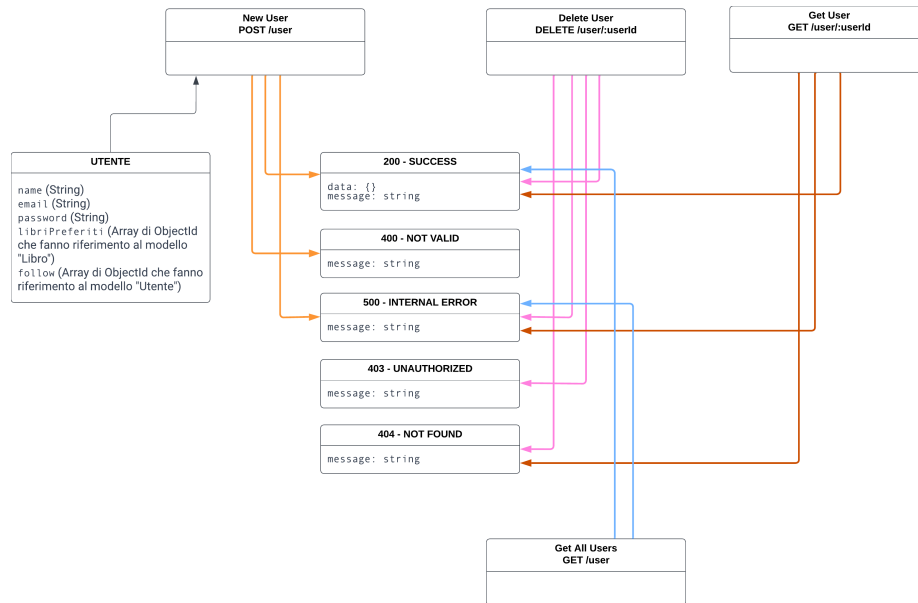 New User
POST /user
Delete User
DELETE /user/:userId
Get User
GET /user/:userId
UTENTE
name (String)
email (String)
password (String)
libriPreferiti (Array di ObjectId
che fanno riferimento al modello
"Libro")
follow (Array di ObjectId che fanno
riferimento al modello "Utente")
200 - SUCCESS
data: {}
message: string
400 - NOT VALID
message: string
500 - INTERNAL ERROR
message: string
403 - UNAUTHORIZED
message: string
404 - NOT FOUND
message: string
Get All Users
GET /user